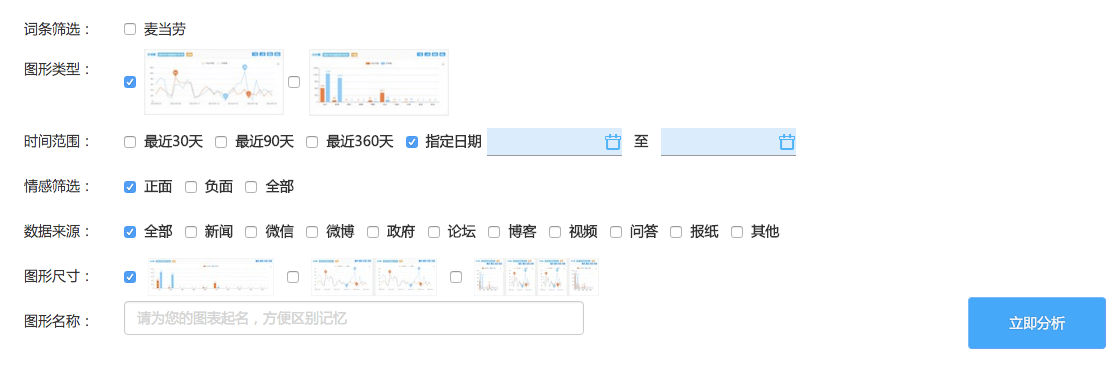 词条筛选： 麦当劳
图形类型：
时间范围： 最近30天 最近90天 最近360天 指定日期 至
情感筛选： 正面 负面 全部
数据来源： 全部 新闻 微信 微博 政府 论坛 博客 视频 问答 报纸 其他
图形尺寸：
图形名称： 请为您的图表起名，方便区别记忆
立即分析